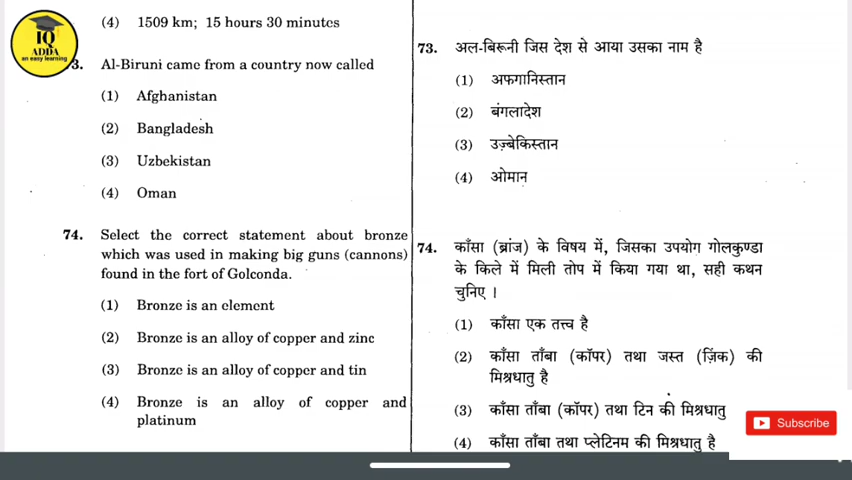 (4) 1509 km; 15 hours 30 minutes
IQ
ADDA
an easy learning
3. Al-Biruni came from a country now called
(1) Afghanistan
(2) Bangladesh
(3) Uzbekistan
(4) Oman
74. Select the correct statement about bronze
which was used in making big guns (cannons)
found in the fort of Golconda.
(1) Bronze is an element
(2) Bronze is an alloy of copper and zinc
(3) Bronze is an alloy of copper and tin
(4) Bronze is an alloy of copper and
platinum
73. अल-बिरूनी जिस देश से आया उसका नाम है
(1) अफगानिस्तान
(2) बंगलादेश
(3) उज़्बेकिस्तान
(4) ओमान
74. काँसा (ब्रांज) के विषय में, जिसका उपयोग गोलकुण्डा
के किले में मिली तोप में किया गया था, सही कथन
चुनिए ।
(1) काँसा एक तत्त्व है
(2) काँसा ताँबा (कॉपर) तथा जस्त (ज़िंक) की
मिश्रधातु है
(3) काँसा ताँबा (कॉपर) तथा टिन की मिश्रधातु
(4) काँसा ताँबा तथा प्लेटिनम की मिश्रधातु है
Subscribe